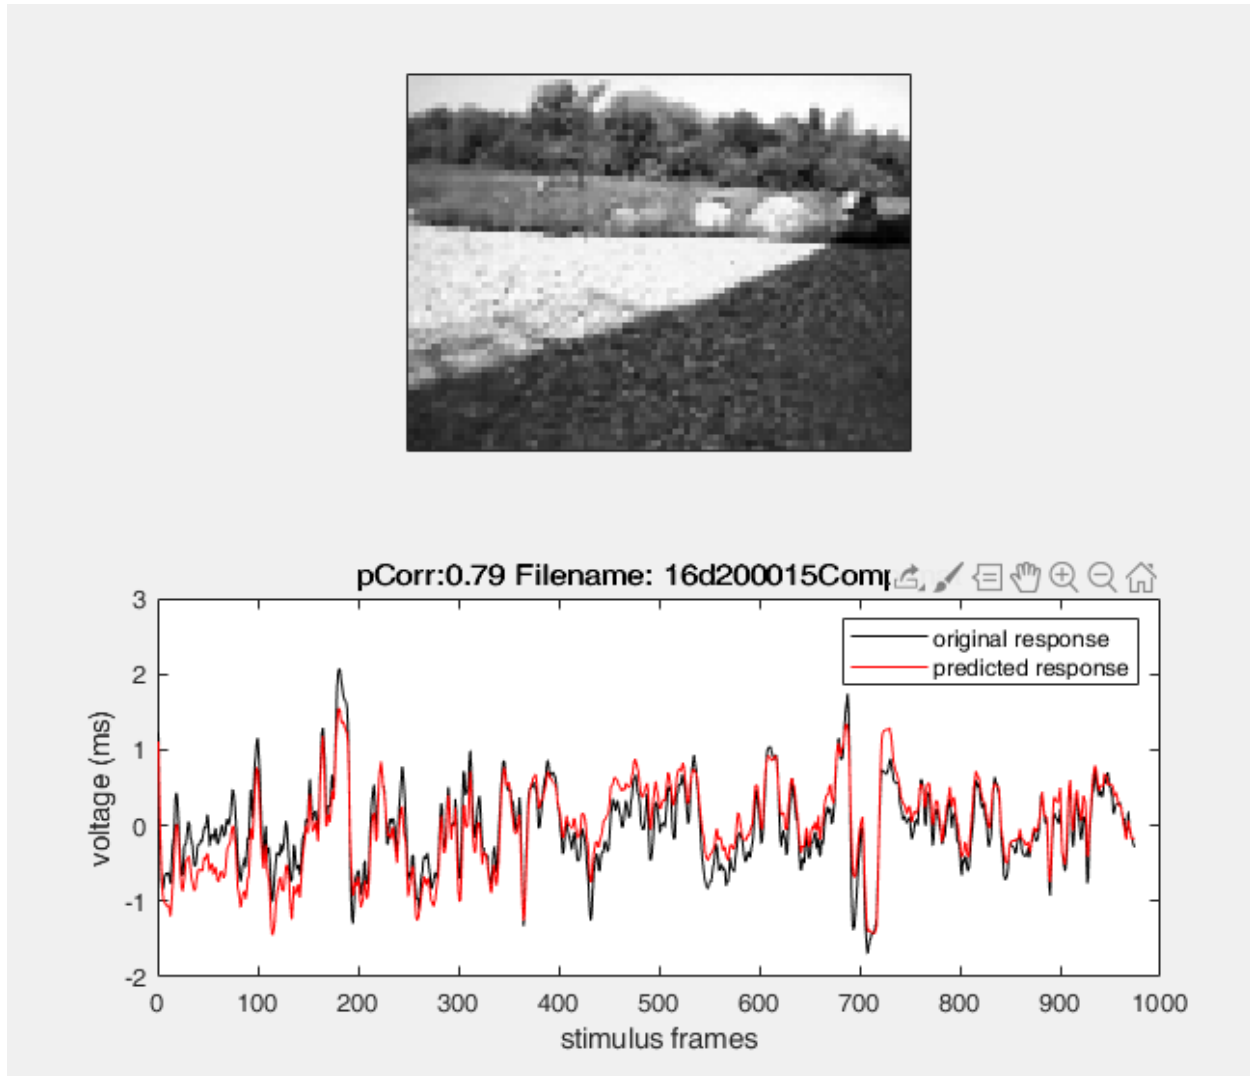 pCorr:0.79 Filename: 16d200015Comp
3
2
1
0
-1
-2
voltage (ms)
original response
predicted response
0 100 200 300 400 500 600 700 800 900 1000
stimulus frames